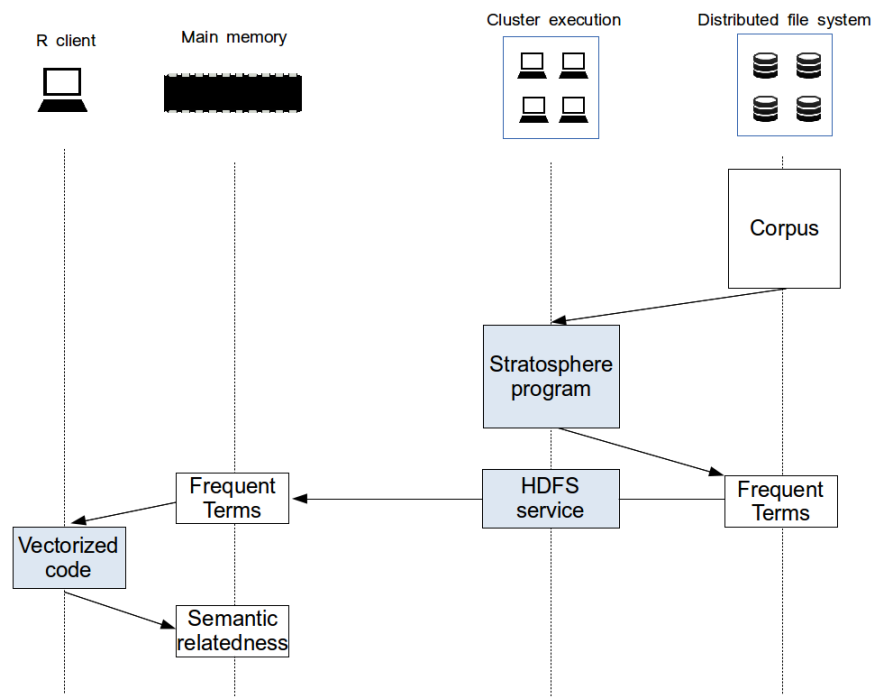 R client
Main memory
Cluster execution
Distributed file system
Corpus
Stratosphere
program
Frequent
Terms
HDFS
service
Frequent
Terms
Vectorized
code
Semantic
relatedness